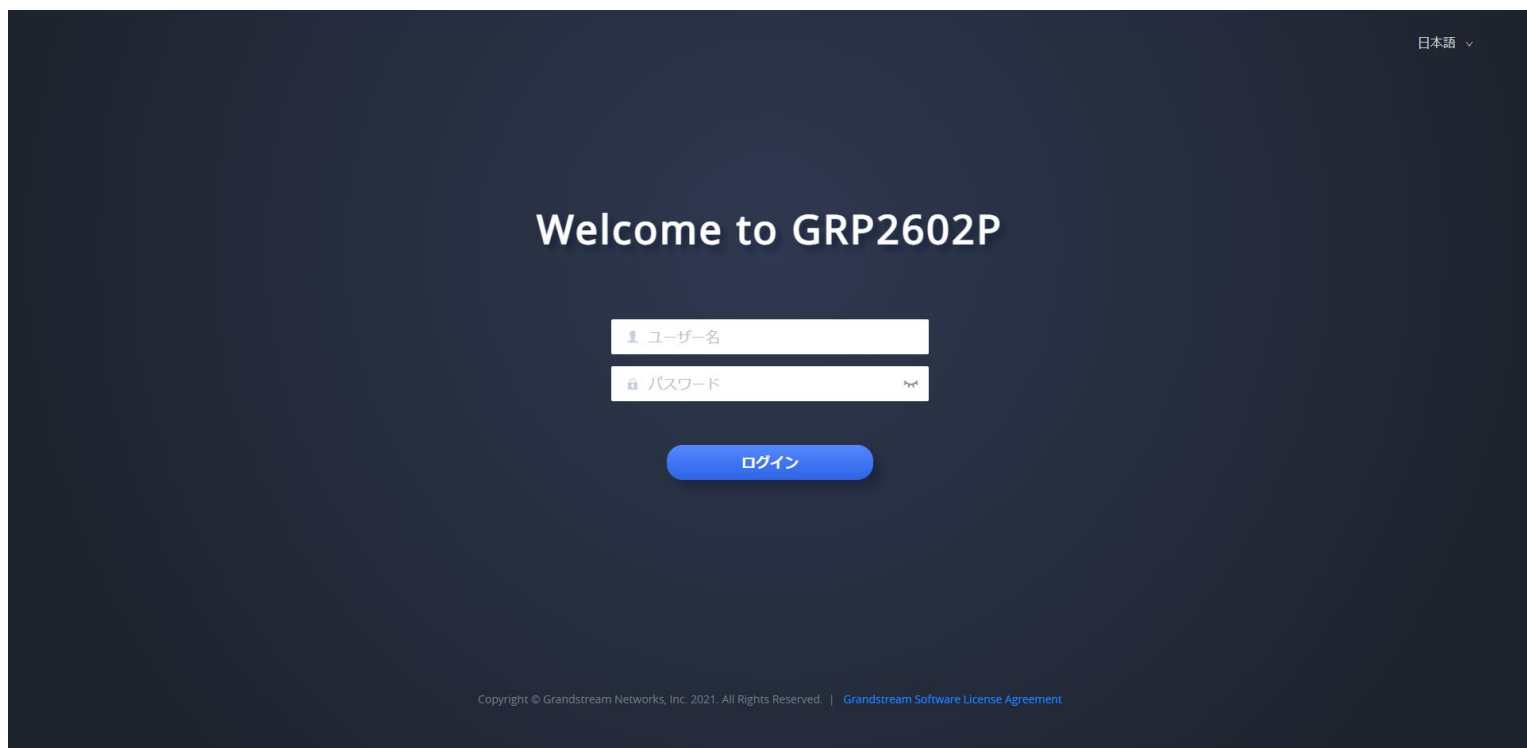 日本語
Welcome to GRP2602P
ユーザー名
パスワード
ログイン
Copyright © Grandstream Networks, Inc. 2021. All Rights Reserved. | Grandstream Software License Agreement